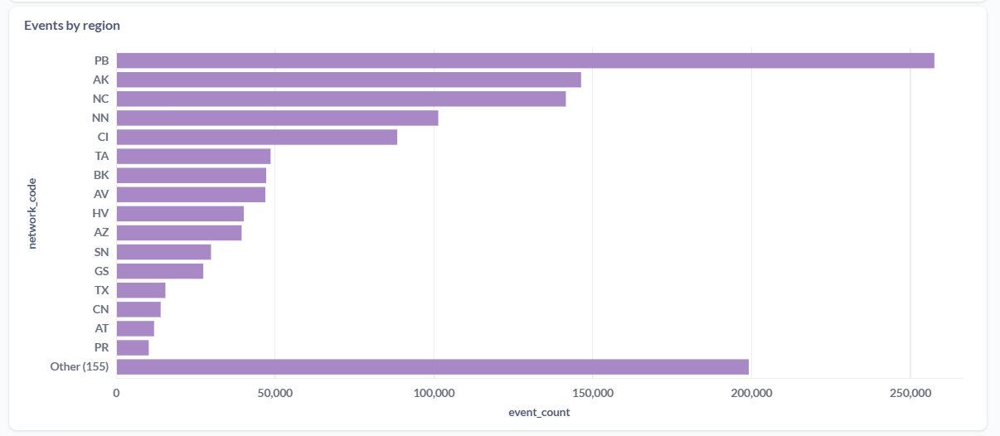 Events by region
network_code
PB
AK
NC
NN
CI
TA
BK
AV
HV
AZ
SN
GS
TX
CN
AT
PR
Other (155)
0
50,000
100,000
150,000
200,000
250,000
event_count